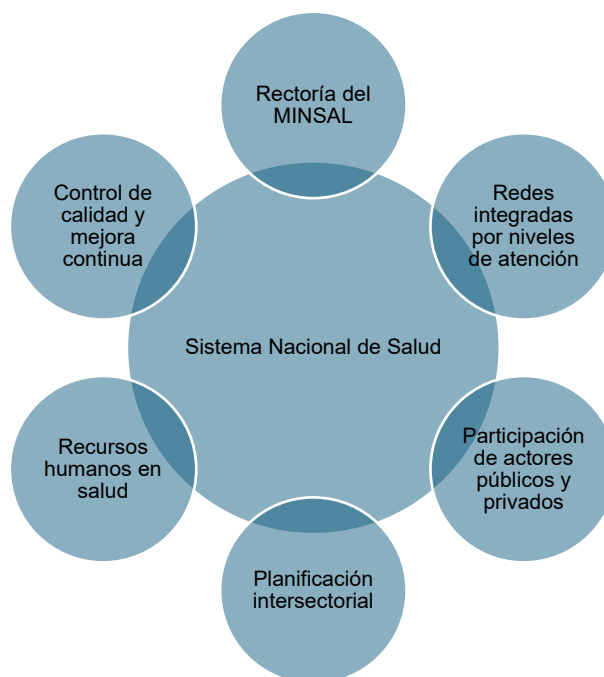 Rectoría del
MINSAL
Redes
integradas
por niveles
de atención
Participación
de actores
públicos y
privados
Planificación
intersectorial
Recursos
humanos en
salud
Control de
calidad y
mejora
continua
Sistema Nacional de Salud